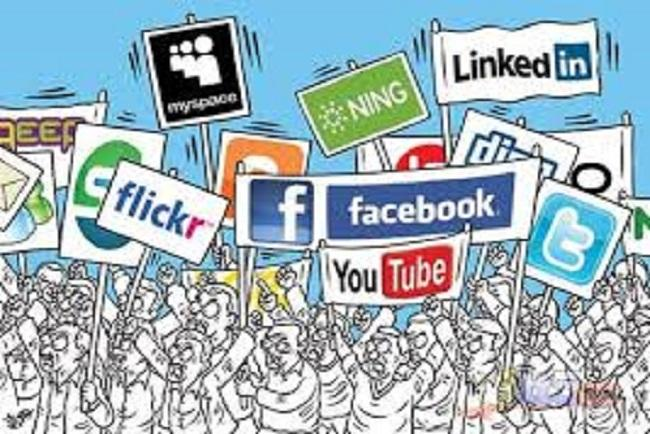 myspace
NING
Linked in
flickr
f facebook
You Tube
t